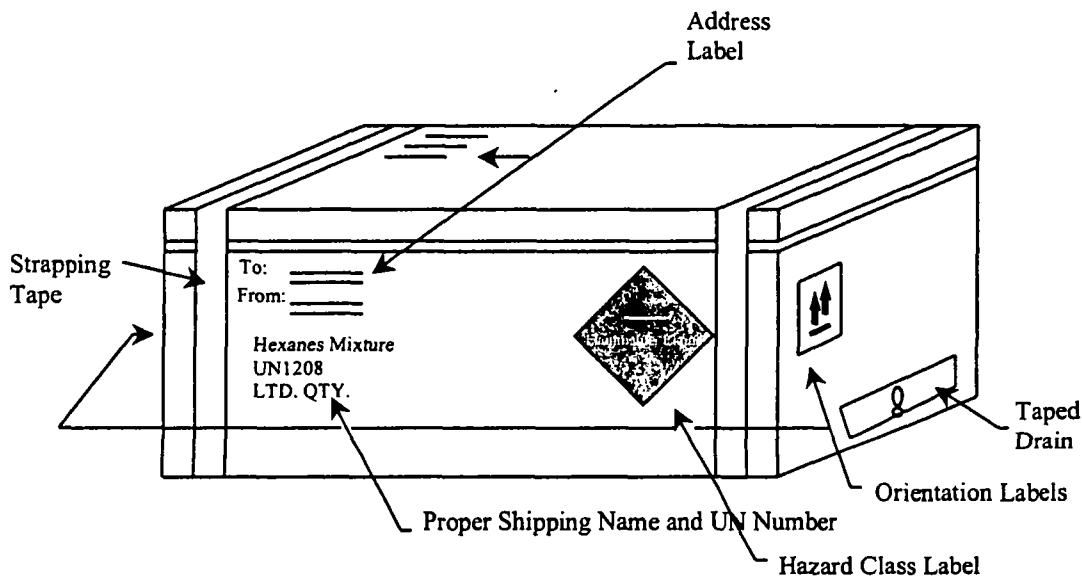 Address
Label
Strapping
Tape
To:
From:
Hexanes Mixture
UN1208
LTD. QTY.
Taped
Drain
Orientation Labels
Proper Shipping Name and UN Number
Hazard Class Label